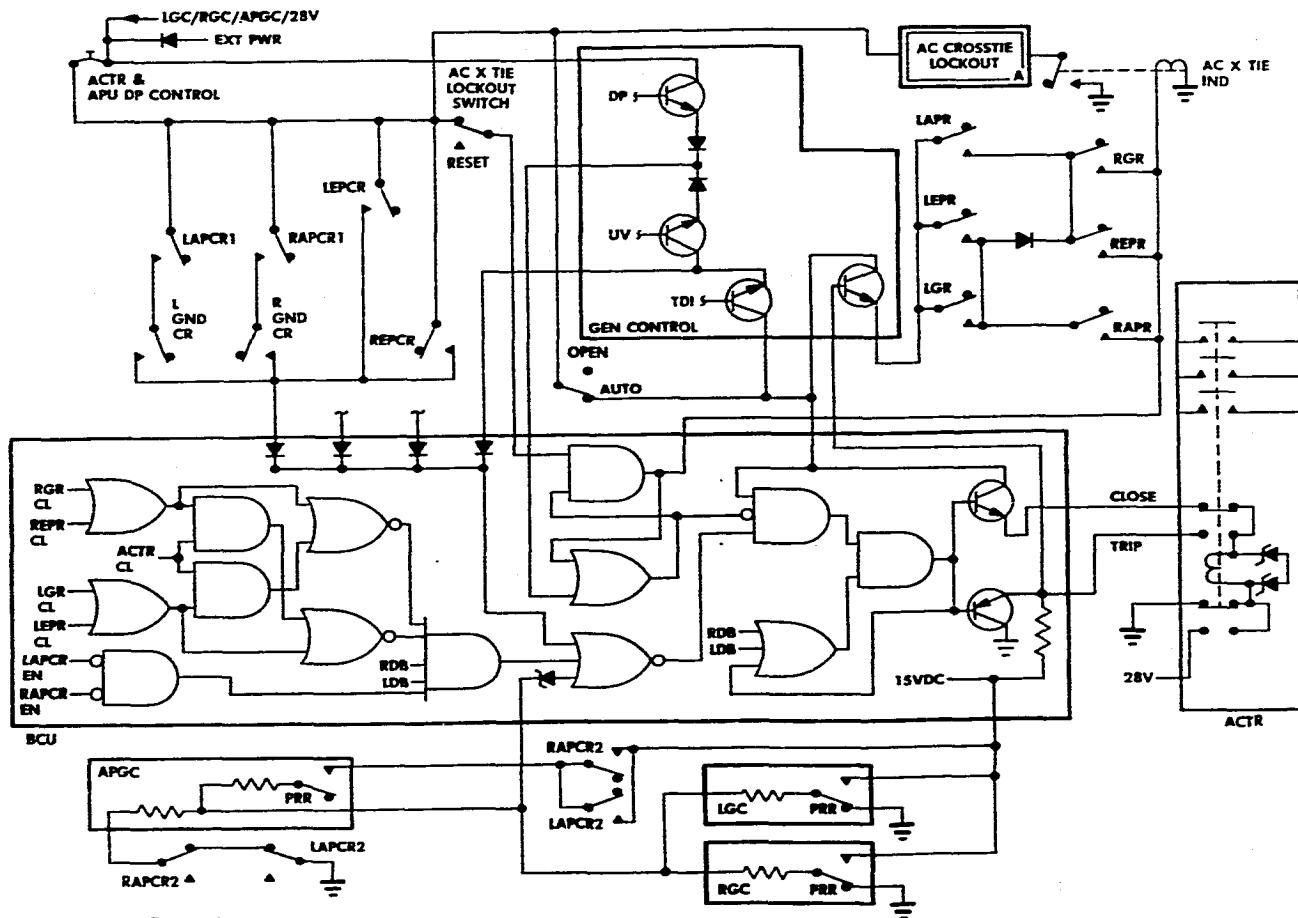 LGC/RGC/APGC/28V
EXT PWR
ACTR &
APU DP CONTROL
AC X TIE
LOCKOUT
SWITCH
RESET
DP
UV
TDI
GEN CONTROL
AC CROSSTIE
LOCKOUT
A
AC X TIE
IND
LAPR
RGR
LEPR
REPR
LGR
RAPR
LEPCR
LAPCR1
RAPCR1
L
GND
CR
R
GND
CR
REPCR
OPEN
AUTO
RGR
CL
REPR
CL
ACTR
CL
LGR
CL
LEPR
CL
LAPCR
EN
RAPCR
EN
RDB
LDB
RDB
LDB
15VDC
CLOSE
TRIP
28V
ACTR
BCU
APGC
PRR
RAPCR2
LAPCR2
RAPCR2
LAPCR2
LGC
PRR
RGC
PRR